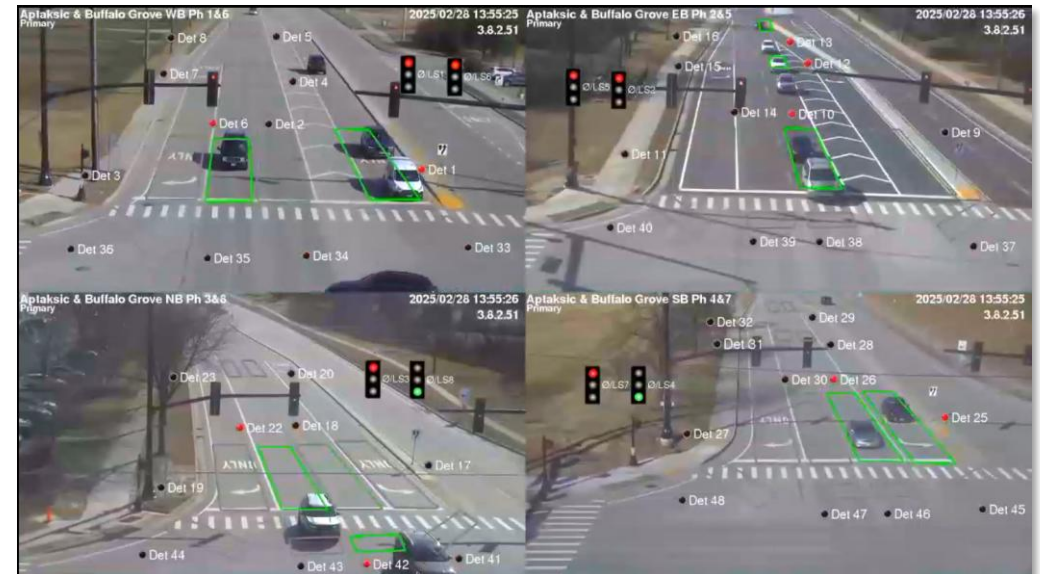 Aptaksic & Buffalo Grove WB Ph 1&6
Primary
2025/02/28 13:55:25
3.8.2.51
Det 8
Det 5
Det 7
Det 4
Ø/LS1
Ø/LS6
Det 6
Det 2
Det 3
Det 1
ONLY
Det 36
Det 35
Det 34
Det 33
Aptaksic & Buffalo Grove EB Ph 2&5
Primary
2025/02/28 13:55:26
3.8.2.51
Det 16
Det 13
Det 15
Det 12
Ø/LS5
Ø/LS2
Det 14
Det 10
Det 9
Det 11
Det 40
Det 39
Det 38
Det 37
Aptaksic & Buffalo Grove NB Ph 3&8
Primary
2025/02/28 13:55:26
3.8.2.51
Det 23
Det 20
Ø/LS3
Ø/LS8
Det 22
Det 18
ONLY
ONLY
Det 17
Det 19
Det 44
Det 43
Det 42
Det 41
Aptaksic & Buffalo Grove SB Ph 4&7
Primary
2025/02/28 13:55:25
3.8.2.51
Det 32
Det 29
Det 31
Det 28
Ø/LS7
Ø/LS4
Det 30
Det 26
Det 25
Det 27
Det 48
Det 47
Det 46
Det 45